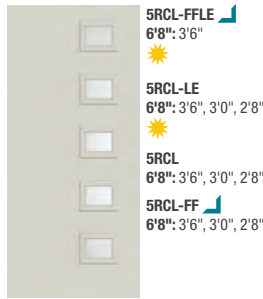 5RCL-FFLE
6'8": 3'6"
5RCL-LE
6'8": 3'6", 3'0", 2'8"
5RCL
6'8": 3'6", 3'0", 2'8"
5RCL-FF
6'8": 3'6", 3'0", 2'8"